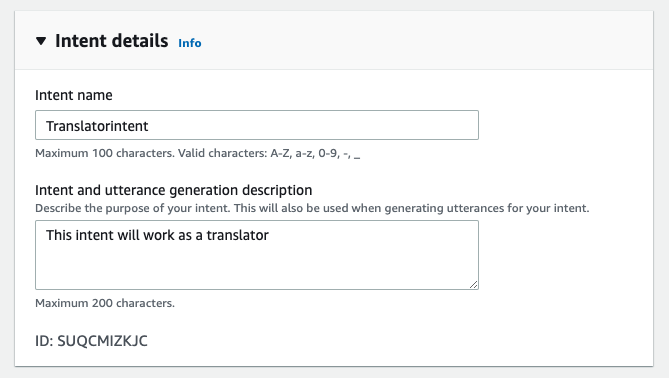 ▼ Intent details Info
Intent name
Translatorintent
Maximum 100 characters. Valid characters: A-Z, a-z, 0-9, -, _
Intent and utterance generation description
Describe the purpose of your intent. This will also be used when generating utterances for your intent.
This intent will work as a translator
Maximum 200 characters.
ID: SUQCMIZKJC